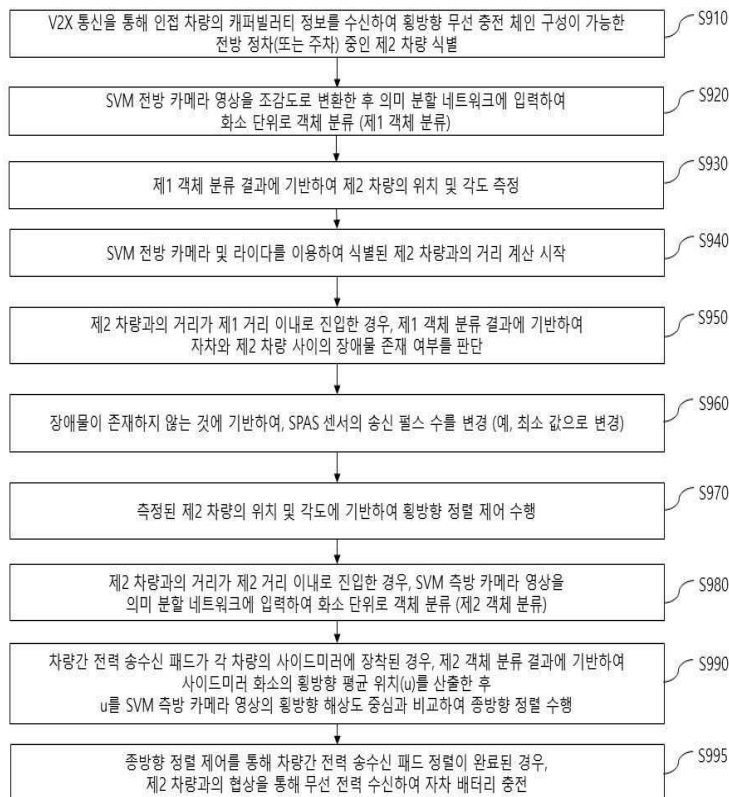 V2X 통신을 통해 인접 차량의 캐퍼빌러티 정보를 수신하여 횡방향 무선 충전 체인 구성이 가능한
전방 정차(또는 주차) 중인 제2 차량 식별
S910
SVM 전방 카메라 영상을 조감도로 변환한 후 의미 분할 네트워크에 입력하여
화소 단위로 객체 분류 (제1 객체 분류)
S920
제1 객체 분류 결과에 기반하여 제2 차량의 위치 및 각도 측정
S930
SVM 전방 카메라 및 라이다를 이용하여 식별된 제2 차량과의 거리 계산 시작
S940
제2 차량과의 거리가 제1 거리 이내로 진입한 경우, 제1 객체 분류 결과에 기반하여
자차와 제2 차량 사이의 장애물 존재 여부를 판단
S950
장애물이 존재하지 않는 것에 기반하여, SPAS 센서의 송신 펄스 수를 변경 (예, 최소 값으로 변경)
S960
측정된 제2 차량의 위치 및 각도에 기반하여 횡방향 정렬 제어 수행
S970
제2 차량과의 거리가 제2 거리 이내로 진입한 경우, SVM 측방 카메라 영상을
의미 분할 네트워크에 입력하여 화소 단위로 객체 분류 (제2 객체 분류)
S980
차량간 전력 송수신 패드가 각 차량의 사이드미러에 장착된 경우, 제2 객체 분류 결과에 기반하여
사이드미러 화소의 횡방향 평균 위치(u)를 산출한 후
u를 SVM 측방 카메라 영상의 횡방향 해상도 중심과 비교하여 종방향 정렬 수행
S990
종방향 정렬 제어를 통해 차량간 전력 송수신 패드 정렬이 완료된 경우,
제2 차량과의 협상을 통해 무선 전력 수신하여 자차 배터리 충전
S995